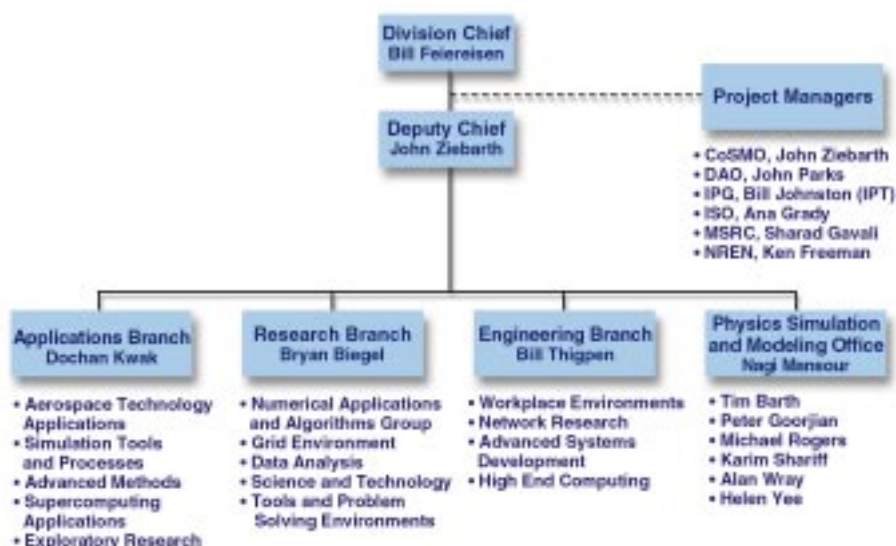 Division Chief
Bill Feiereisen
Project Managers
Deputy Chief
John Ziebarth
• CoSMO, John Ziebarth
• DAO, John Parks
• IPG, Bill Johnston (IPT)
• ISO, Ana Grady
• MSRC, Sharad Gavali
• NREN, Ken Freeman
Applications Branch
Dochan Kwak
• Aerospace Technology
Applications
• Simulation Tools
and Processes
• Advanced Methods
• Supercomputing
Applications
• Exploratory Research
Research Branch
Bryan Biegel
• Numerical Applications
and Algorithms Group
• Grid Environment
• Data Analysis
• Science and Technology
• Tools and Problem
Solving Environments
Engineering Branch
Bill Thigpen
• Workplace Environments
• Network Research
• Advanced Systems
Development
• High End Computing
Physics Simulation
and Modeling Office
Nagi Mansour
• Tim Barth
• Peter Goorjian
• Michael Rogers
• Karim Shariff
• Alan Wray
• Helen Yee